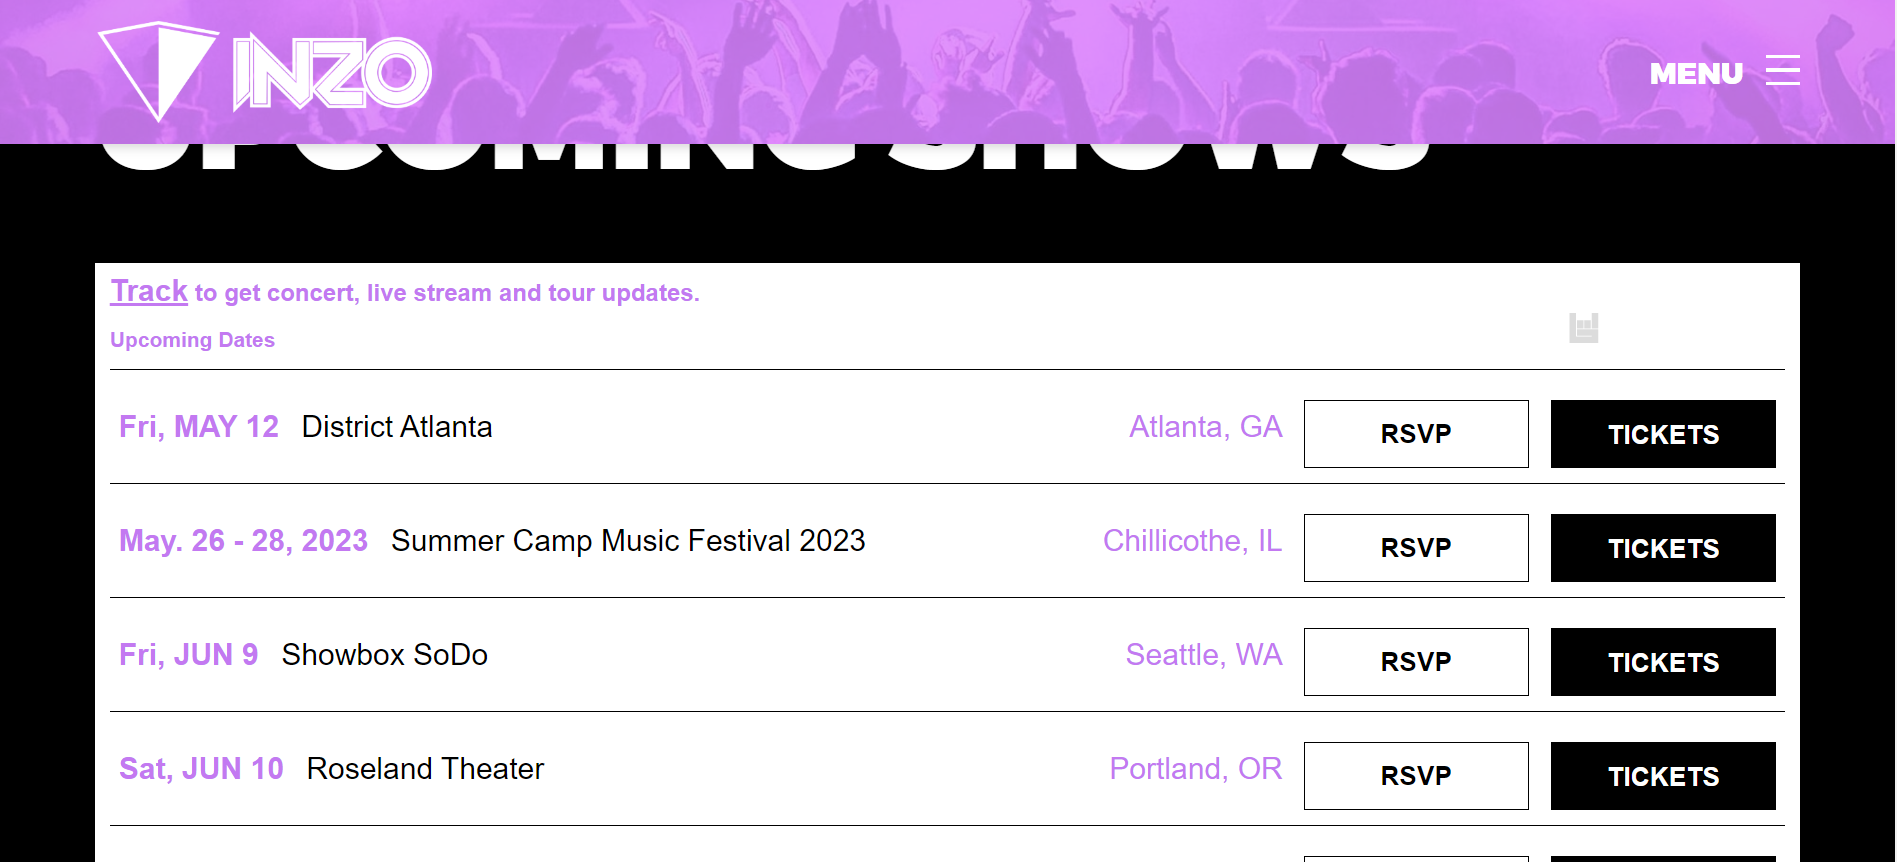 INZO
MENU
UPCOMING SHOWS
Track to get concert, live stream and tour updates.
Upcoming Dates
Fri, MAY 12 District Atlanta Atlanta, GA RSVP TICKETS
May. 26 - 28, 2023 Summer Camp Music Festival 2023 Chillicothe, IL RSVP TICKETS
Fri, JUN 9 Showbox SoDo Seattle, WA RSVP TICKETS
Sat, JUN 10 Roseland Theater Portland, OR RSVP TICKETS